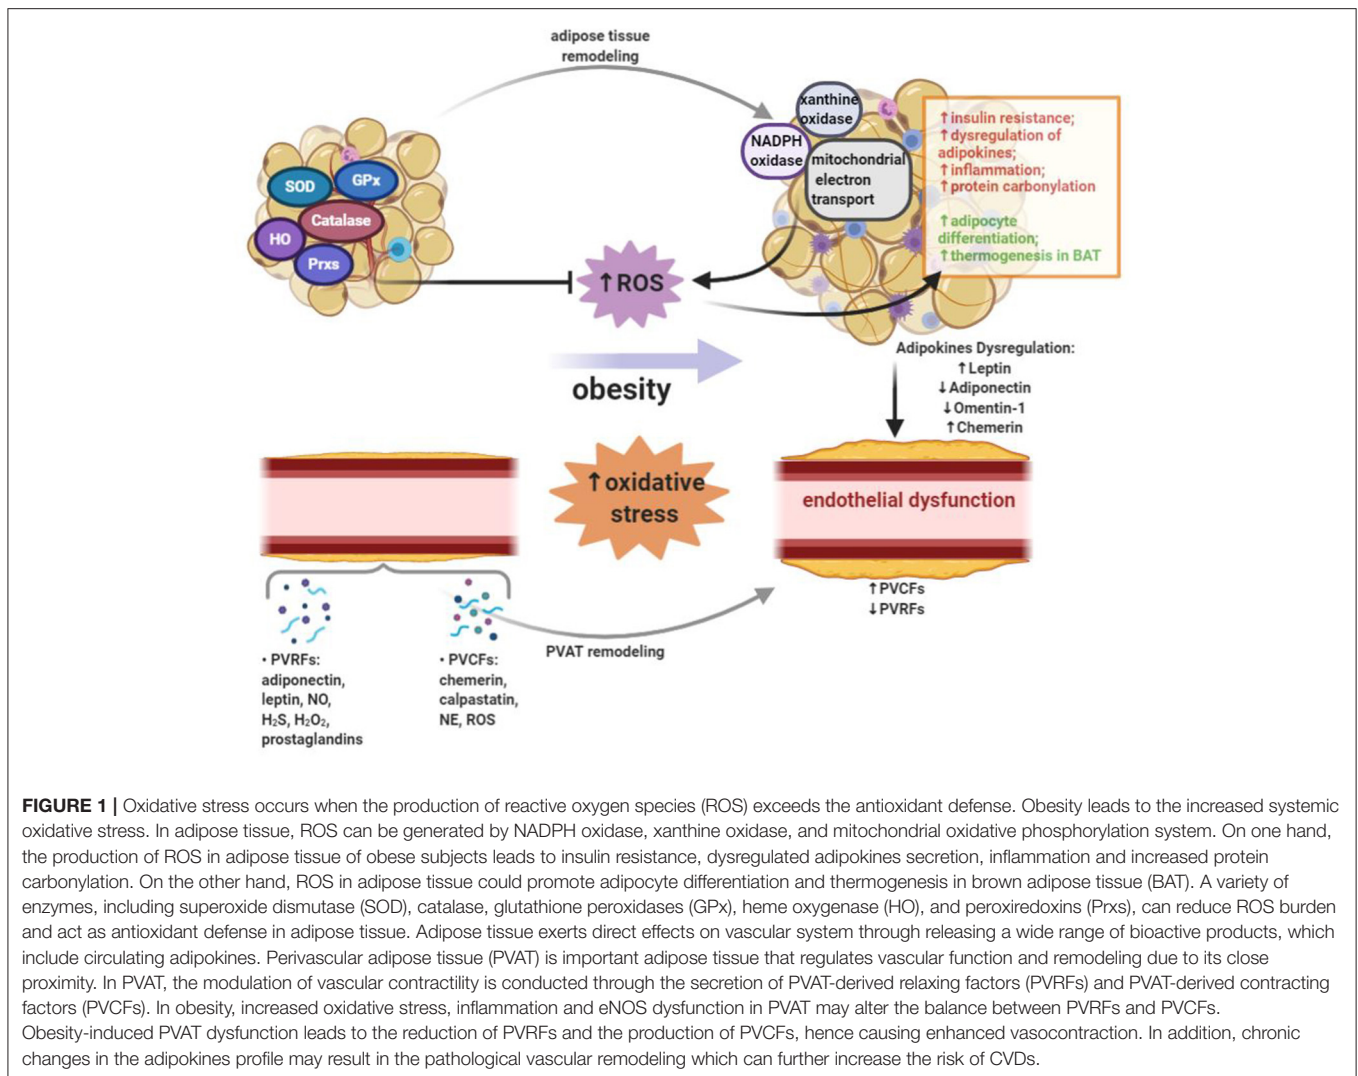 adipose tissue
remodeling
SOD
GPx
Catalase
HO
Prxs
xanthine
oxidase
NADPH
oxidase
mitochondrial
electron
transport
↑insulin resistance;
↑dysregulation of
adipokines;
↑inflammation;
↑protein carbonylation
↑adipocyte
differentiation;
↑thermogenesis in BAT
↑ROS
obesity
Adipokines Dysregulation:
↑Leptin
↓Adiponectin
↓Omentin-1
↑Chemerin
↑oxidative
stress
endothelial dysfunction
↑PVCFs
↓PVRFs
PVAT remodeling
• PVRFs:
adiponectin,
leptin, NO,
H₂S, H₂O₂,
prostaglandins
• PVCFs:
chemerin,
calpastatin,
NE, ROS
FIGURE 1 | Oxidative stress occurs when the production of reactive oxygen species (ROS) exceeds the antioxidant defense. Obesity leads to the increased systemic
oxidative stress. In adipose tissue, ROS can be generated by NADPH oxidase, xanthine oxidase, and mitochondrial oxidative phosphorylation system. On one hand,
the production of ROS in adipose tissue of obese subjects leads to insulin resistance, dysregulated adipokines secretion, inflammation and increased protein
carbonylation. On the other hand, ROS in adipose tissue could promote adipocyte differentiation and thermogenesis in brown adipose tissue (BAT). A variety of
enzymes, including superoxide dismutase (SOD), catalase, glutathione peroxidases (GPx), heme oxygenase (HO), and peroxiredoxins (Prxs), can reduce ROS burden
and act as antioxidant defense in adipose tissue. Adipose tissue exerts direct effects on vascular system through releasing a wide range of bioactive products, which
include circulating adipokines. Perivascular adipose tissue (PVAT) is important adipose tissue that regulates vascular function and remodeling due to its close
proximity. In PVAT, the modulation of vascular contractility is conducted through the secretion of PVAT-derived relaxing factors (PVRFs) and PVAT-derived contracting
factors (PVCFs). In obesity, increased oxidative stress, inflammation and eNOS dysfunction in PVAT may alter the balance between PVRFs and PVCFs.
Obesity-induced PVAT dysfunction leads to the reduction of PVRFs and the production of PVCFs, hence causing enhanced vasocontraction. In addition, chronic
changes in the adipokines profile may result in the pathological vascular remodeling which can further increase the risk of CVDs.